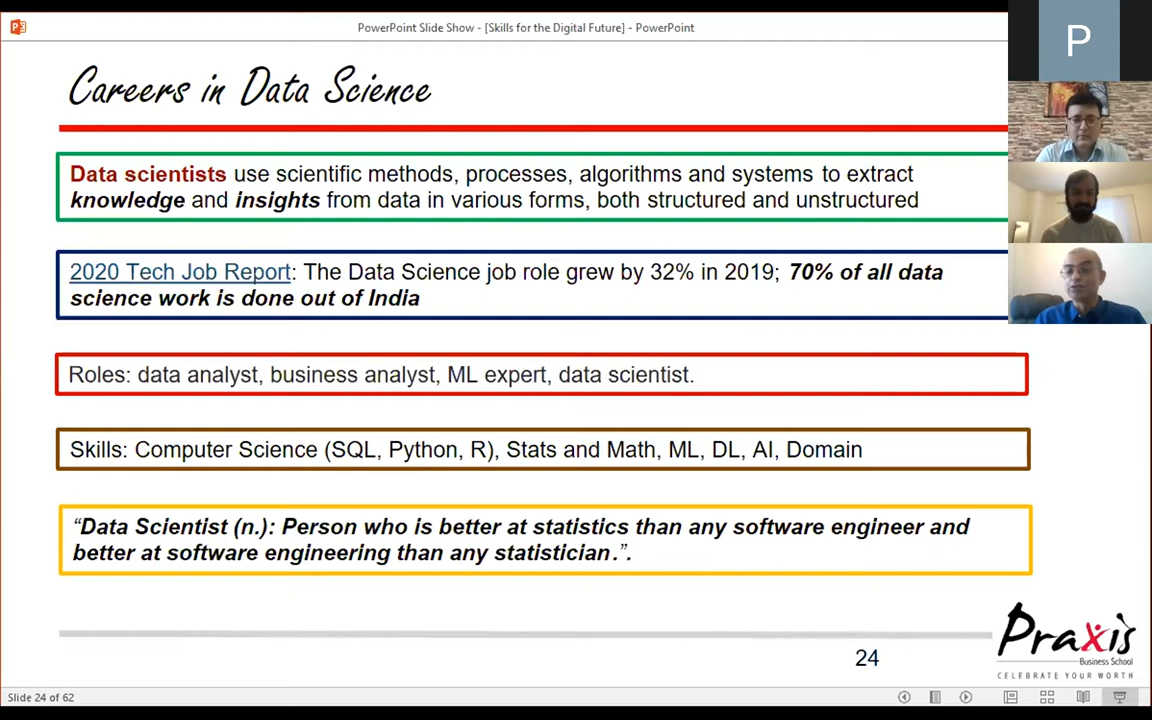 PowerPoint Slide Show - [Skills for the Digital Future] - PowerPoint
P
Careers in Data Science
Data scientists use scientific methods, processes, algorithms and systems to extract
knowledge and insights from data in various forms, both structured and unstructured
2020 Tech Job Report: The Data Science job role grew by 32% in 2019; 70% of all data
science work is done out of India
Roles: data analyst, business analyst, ML expert, data scientist.
Skills: Computer Science (SQL, Python, R), Stats and Math, ML, DL, AI, Domain
“Data Scientist (n.): Person who is better at statistics than any software engineer and
better at software engineering than any statistician.”.
Praxis
Business School
CELEBRATE YOUR WORTH
24
Slide 24 of 62